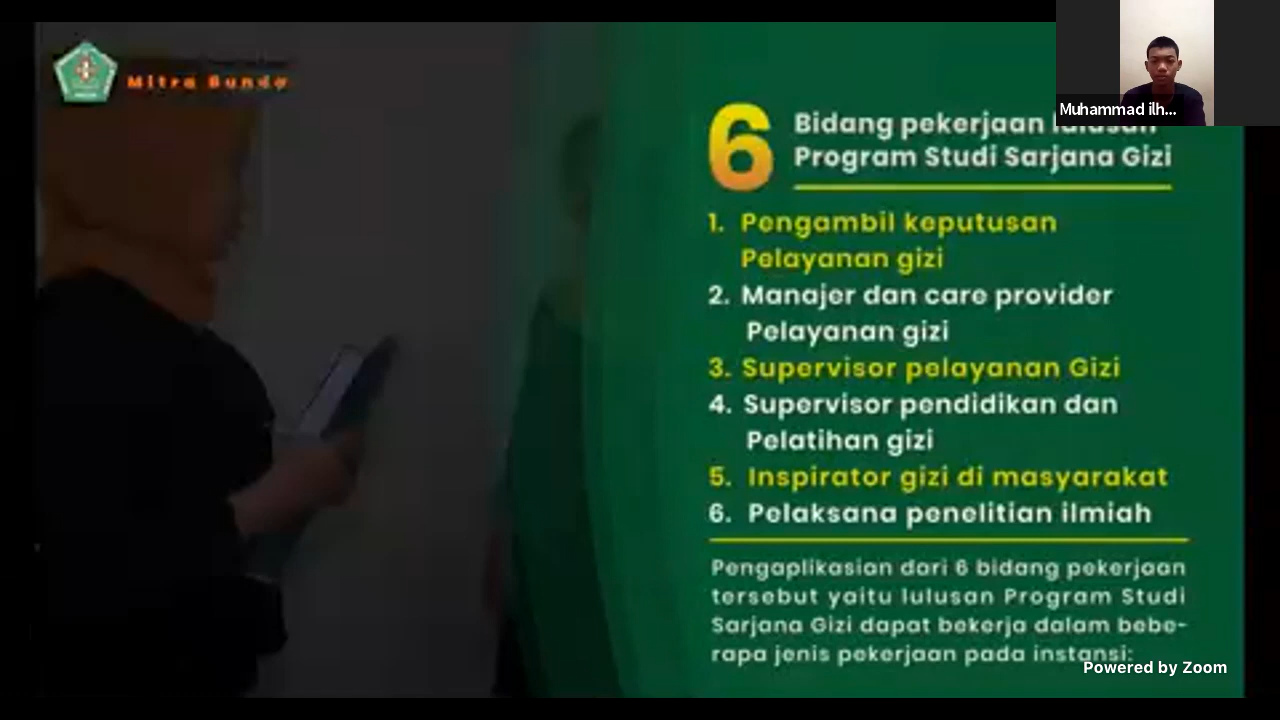 Mitra Bunda
Muhammad ilh...
6
Bidang pekerjaan lulusan
Program Studi Sarjana Gizi
1. Pengambil keputusan
Pelayanan gizi
2. Manajer dan care provider
Pelayanan gizi
3. Supervisor pelayanan Gizi
4. Supervisor pendidikan dan
Pelatihan gizi
5. Inspirator gizi di masyarakat
6. Pelaksana penelitian ilmiah
Pengaplikasian dari 6 bidang pekerjaan
tersebut yaitu lulusan Program Studi
Sarjana Gizi dapat bekerja dalam bebe-
rapa jenis pekerjaan pada instansi:
Powered by Zoom